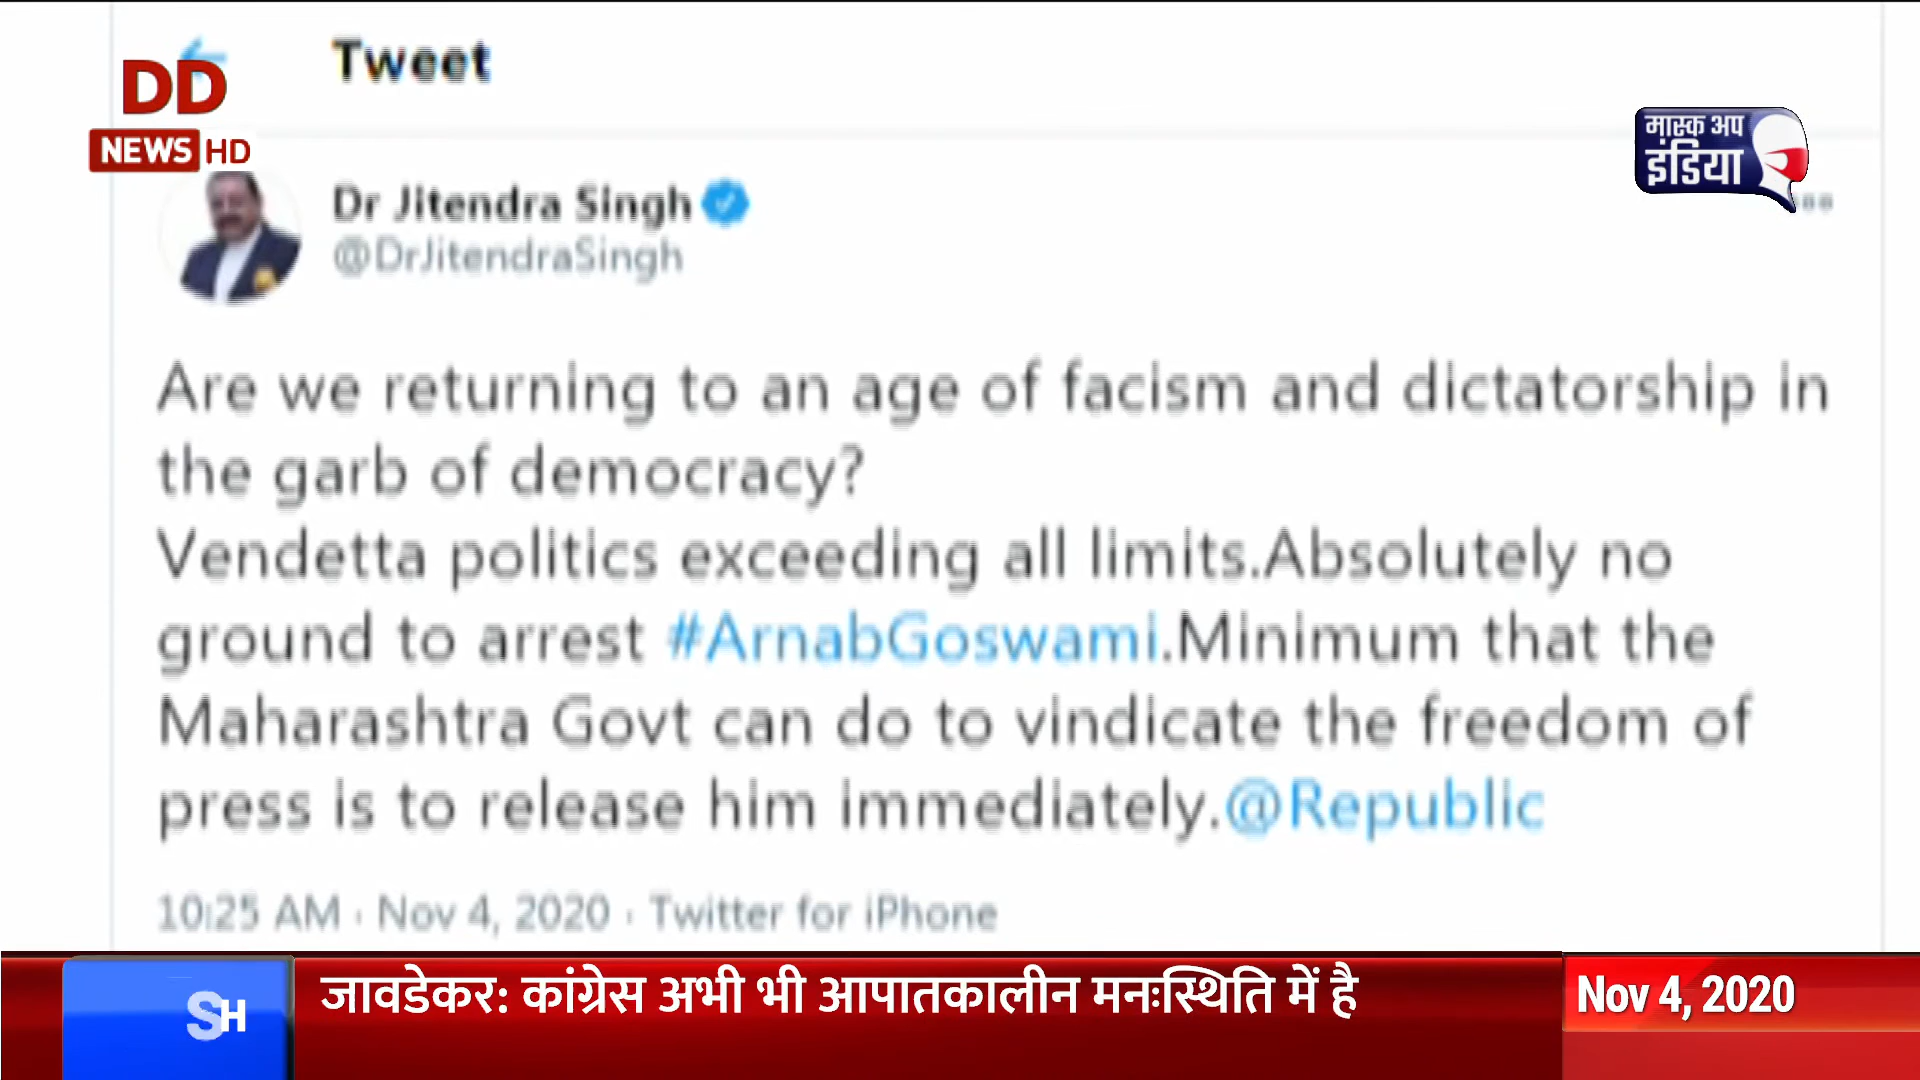 Tweet
DD
NEWS HD
मास्क अप
इंडिया
Dr Jitendra Singh
@DrJitendraSingh
Are we returning to an age of facism and dictatorship in
the garb of democracy?
Vendetta politics exceeding all limits.Absolutely no
ground to arrest #ArnabGoswami.Minimum that the
Maharashtra Govt can do to vindicate the freedom of
press is to release him immediately.@Republic
10:25 AM · Nov 4, 2020 · Twitter for iPhone
SH
जावडेकर: कांग्रेस अभी भी आपातकालीन मनःस्थिति में है
Nov 4, 2020